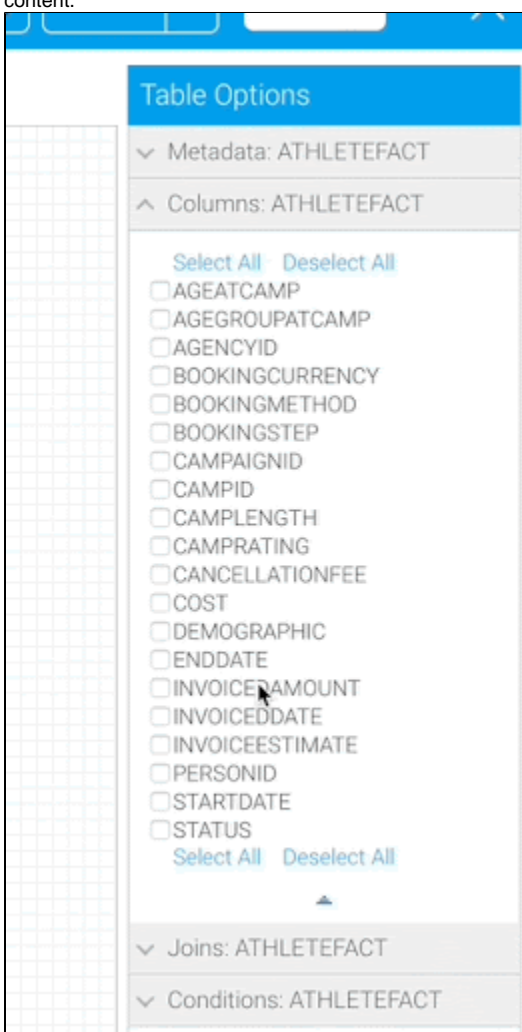 content.
Table Options
Metadata: ATHLETEFACT
Columns: ATHLETEFACT
Select All Deselect All
AGEATCAMP
AGEGROUPATCAMP
AGENCYID
BOOKINGCURRENCY
BOOKINGMETHOD
BOOKINGSTEP
CAMPAIGNID
CAMPID
CAMPLENGTH
CAMPRATING
CANCELLATIONFEE
COST
DEMOGRAPHIC
ENDDATE
INVOICEDAMOUNT
INVOICEDDATE
INVOICEESTIMATE
PERSONID
STARTDATE
STATUS
Select All Deselect All
Joins: ATHLETEFACT
Conditions: ATHLETEFACT